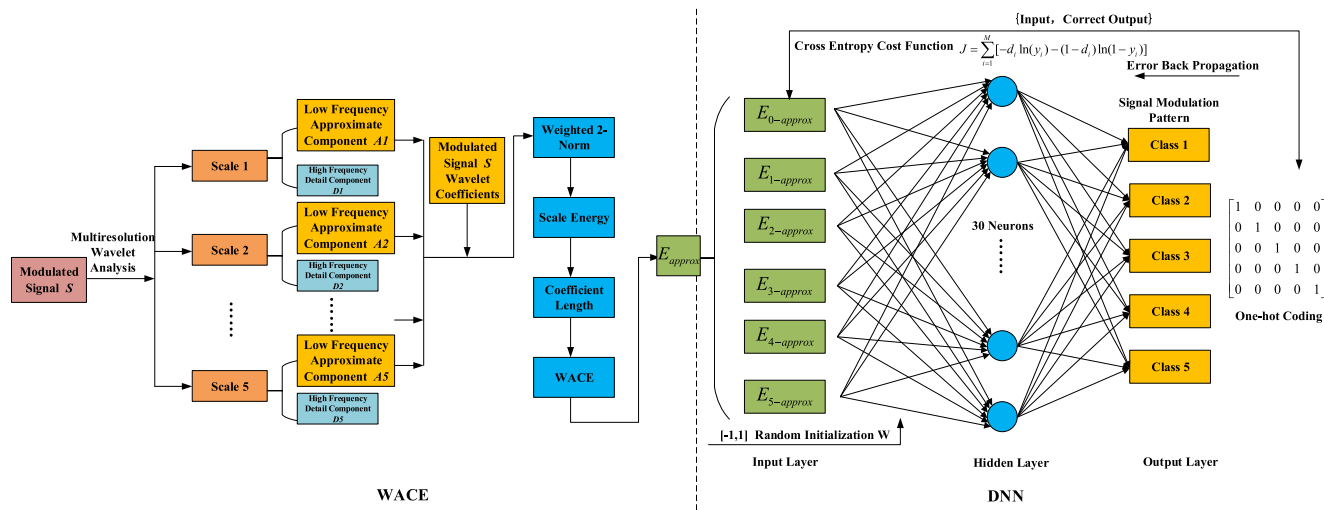 Modulated
Signal S
Multiresolution
Wavelet
Analysis
Scale 1
Scale 2
Scale 5
Low Frequency
Approximate
Component A1
High Frequency
Detail Component
D1
Low Frequency
Approximate
Component A2
High Frequency
Detail Component
D2
Low Frequency
Approximate
Component A5
High Frequency
Detail Component
D5
Modulated
Signal S
Wavelet
Coefficients
Weighted 2-
Norm
Scale Energy
Coefficient
Length
WACE
E_{approx}
WACE
{Input, Correct Output}
Cross Entropy Cost Function J = \sum_{i=1}^{M}[-d_i ln(y_i) - (1-d_i) ln(1-y_i)]
Error Back Propagation
E_{0-approx}
E_{1-approx}
E_{2-approx}
E_{3-approx}
E_{4-approx}
E_{5-approx}
[-1,1] Random Initialization W
Input Layer
30 Neurons
Hidden Layer
Signal Modulation
Pattern
Class 1
Class 2
Class 3
Class 4
Class 5
Output Layer
1 0 0 0 0
0 1 0 0 0
0 0 1 0 0
0 0 0 1 0
0 0 0 0 1
One-hot Coding
DNN